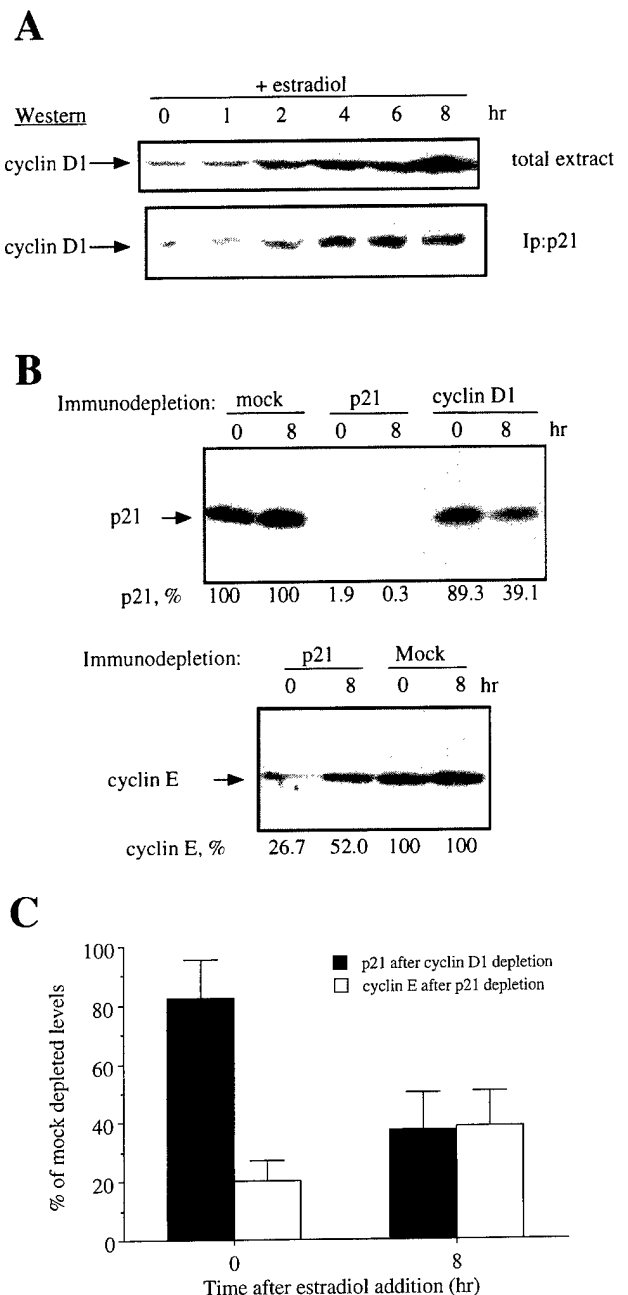 A
+ estradiol
Western 0 1 2 4 6 8 hr
cyclin D1 total extract
cyclin D1 Ip:p21
B
Immunodepletion: mock p21 cyclin D1
0 8 0 8 0 8 hr
p21
p21, % 100 100 1.9 0.3 89.3 39.1
Immunodepletion: p21 Mock
0 8 0 8 hr
cyclin E
cyclin E, % 26.7 52.0 100 100
C
100
80
60
40
20
0
% of mock depleted levels
p21 after cyclin D1 depletion
cyclin E after p21 depletion
0 8
Time after estradiol addition (hr)